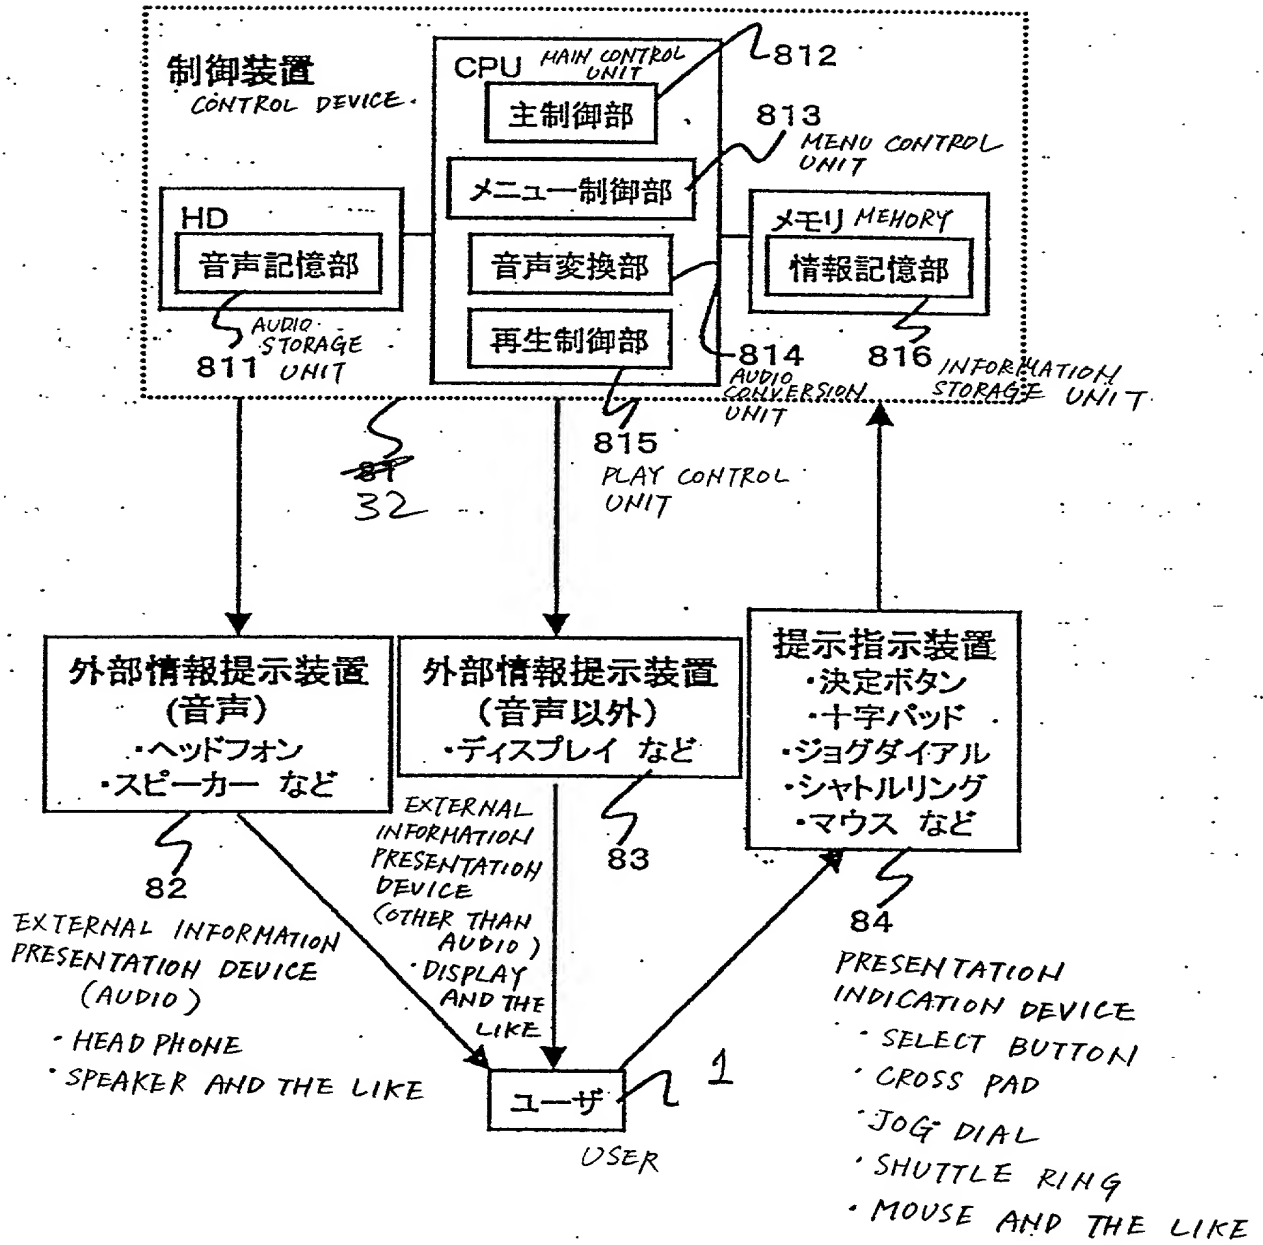 制御装置
CONTROL DEVICE
CPU
MAIN CONTROL
UNIT
主制御部
812
メニュー制御部
813
MENU CONTROL
UNIT
HD
音声記憶部
811
AUDIO
STORAGE
UNIT
音声変換部
814
AUDIO
CONVERSION
UNIT
再生制御部
815
PLAY CONTROL
UNIT
メモリ MEHORY
情報記憶部
816
INFORMATION
STORAGE UNIT
81
32
外部情報提示装置
(音声)
・ヘッドフォン
・スピーカー など
82
EXTERNAL INFORMATION
PRESENTATION DEVICE
(AUDIO)
・HEAD PHONE
・SPEAKER AND THE LIKE
外部情報提示装置
(音声以外)
・ディスプレイ など
83
EXTERNAL
INFORMATION
PRESENTATION
DEVICE
(OTHER THAN
AUDIO)
・DISPLAY
AND THE
LIKE
提示指示装置
・決定ボタン
・十字パッド
・ジョグダイアル
・シャトルリング
・マウス など
84
PRESENTATION
INDICATION DEVICE
・SELECT BUTTON
・CROSS PAD
・JOG DIAL
・SHUTTLE RING
・MOUSE AND THE LIKE
ユーザ
1
USER